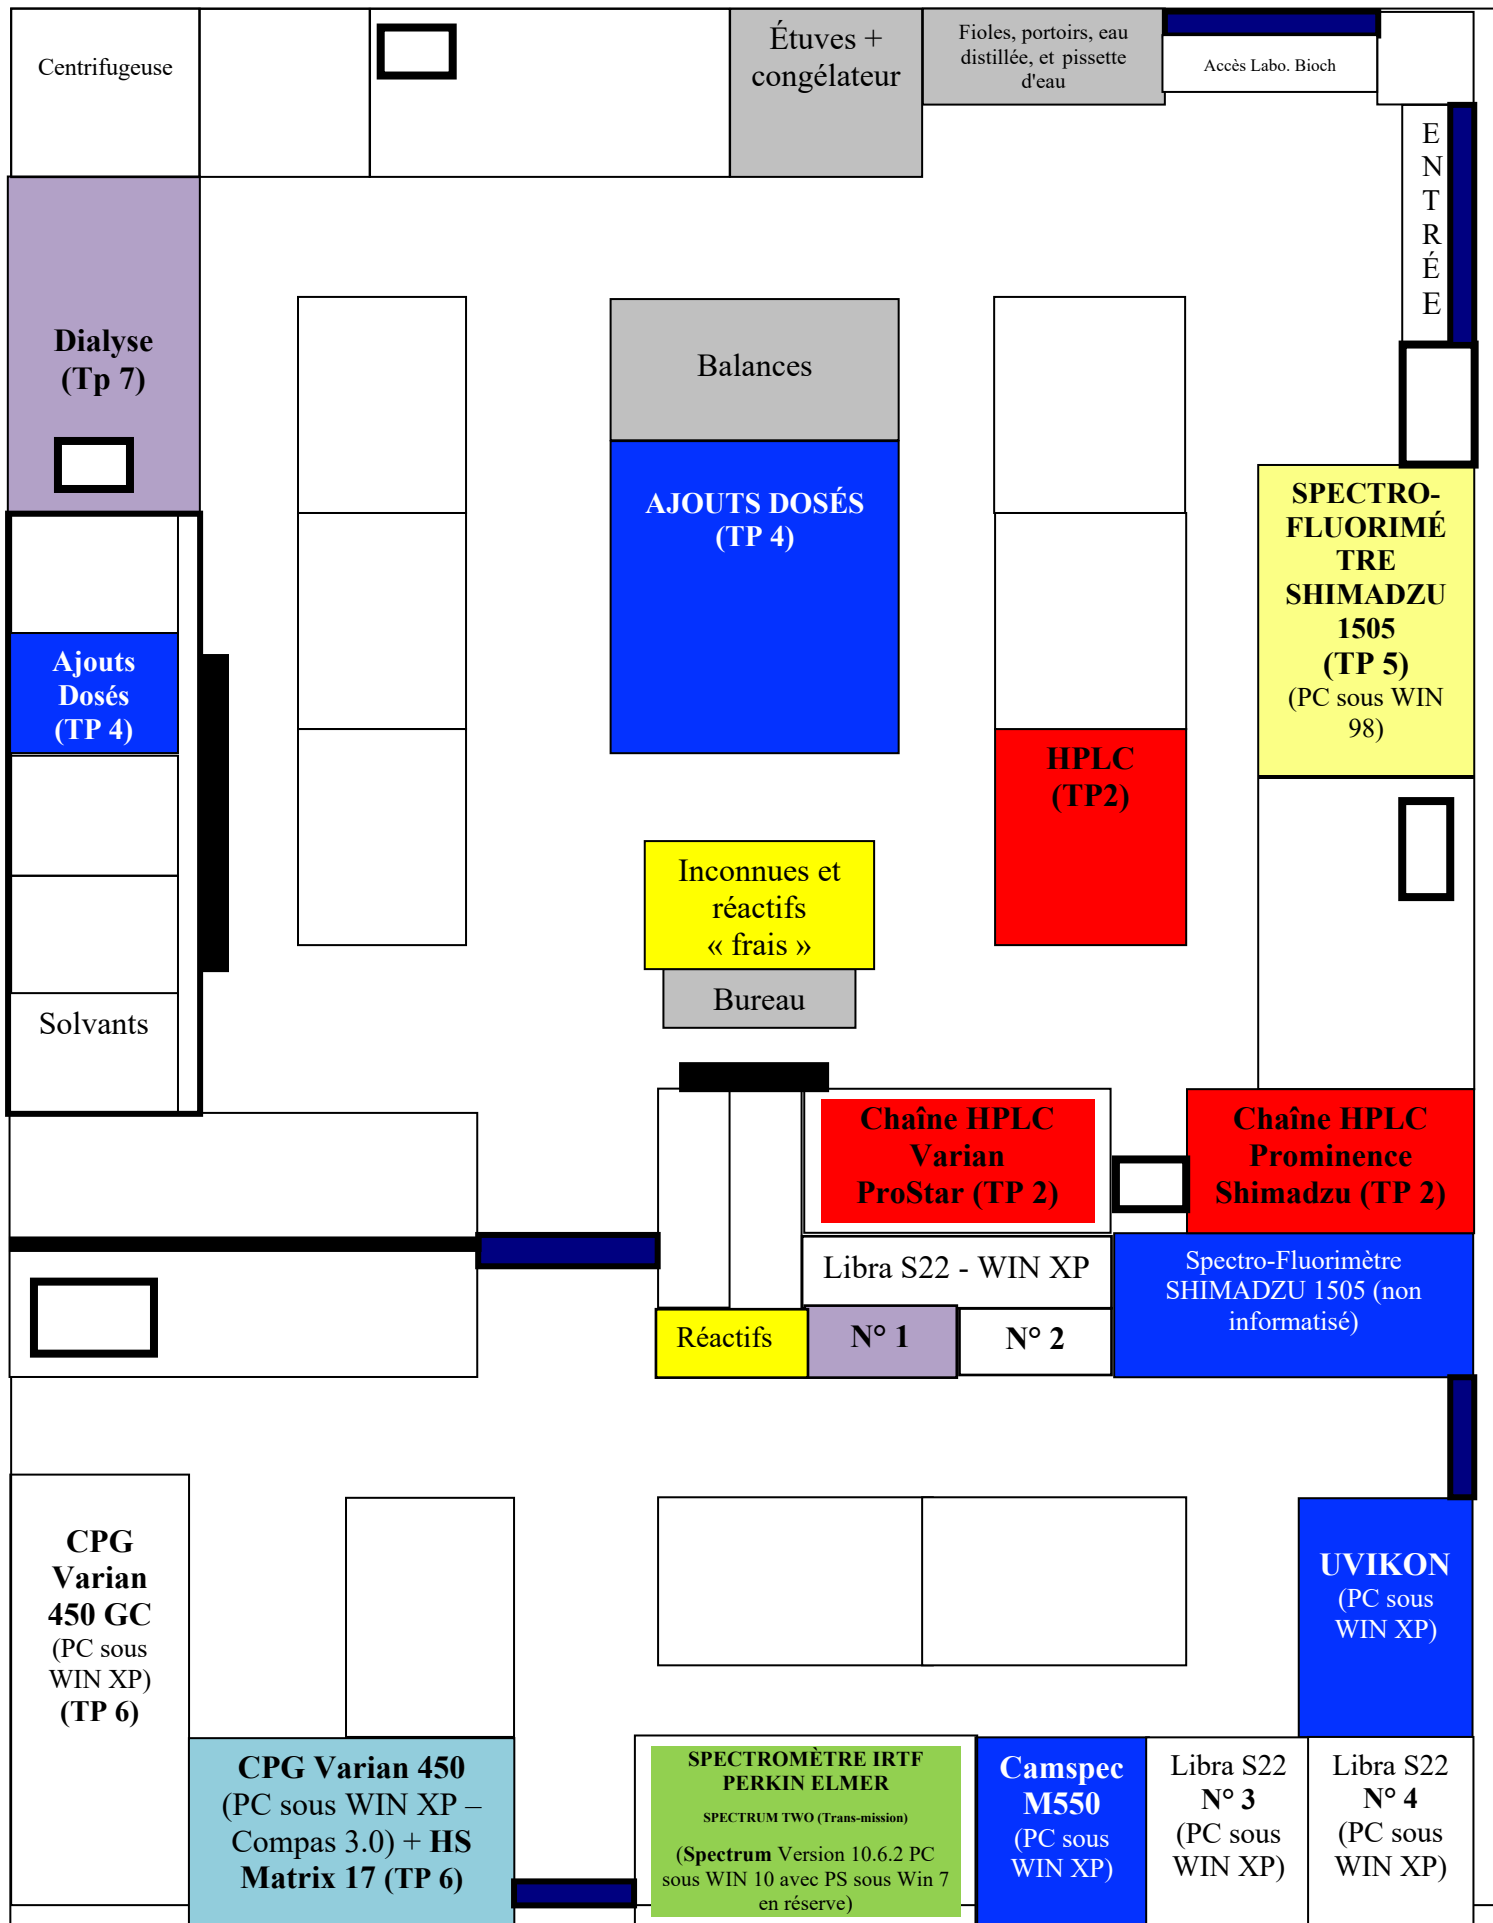 Centrifugeuse
Étuves +
congélateur
Fioles, portoirs, eau
distillée, et pissette
d'eau
Accès Labo. Bioch
E
N
T
R
É
E
Dialyse
(Tp 7)
Balances
AJOUTS DOSÉS
(TP 4)
SPECTRO-
FLUORIMÉ
TRE
SHIMADZU
1505
(TP 5)
(PC sous WIN
98)
Ajouts
Dosés
(TP 4)
HPLC
(TP2)
Inconnues et
réactifs
« frais »
Bureau
Solvants
Chaîne HPLC
Varian
ProStar (TP 2)
Chaîne HPLC
Prominence
Shimadzu (TP 2)
Libra S22 - WIN XP
Spectro-Fluorimètre
SHIMADZU 1505 (non
informatisé)
Réactifs
N° 1
N° 2
CPG
Varian
450 GC
(PC sous
WIN XP)
(TP 6)
UVIKON
(PC sous
WIN XP)
CPG Varian 450
(PC sous WIN XP –
Compas 3.0) + HS
Matrix 17 (TP 6)
SPECTROMÈTRE IRTF
PERKIN ELMER
SPECTRUM TWO (Trans-mission)
(Spectrum Version 10.6.2 PC
sous WIN 10 avec PS sous Win 7
en réserve)
Camspec
M550
(PC sous
WIN XP)
Libra S22
N° 3
(PC sous
WIN XP)
Libra S22
N° 4
(PC sous
WIN XP)